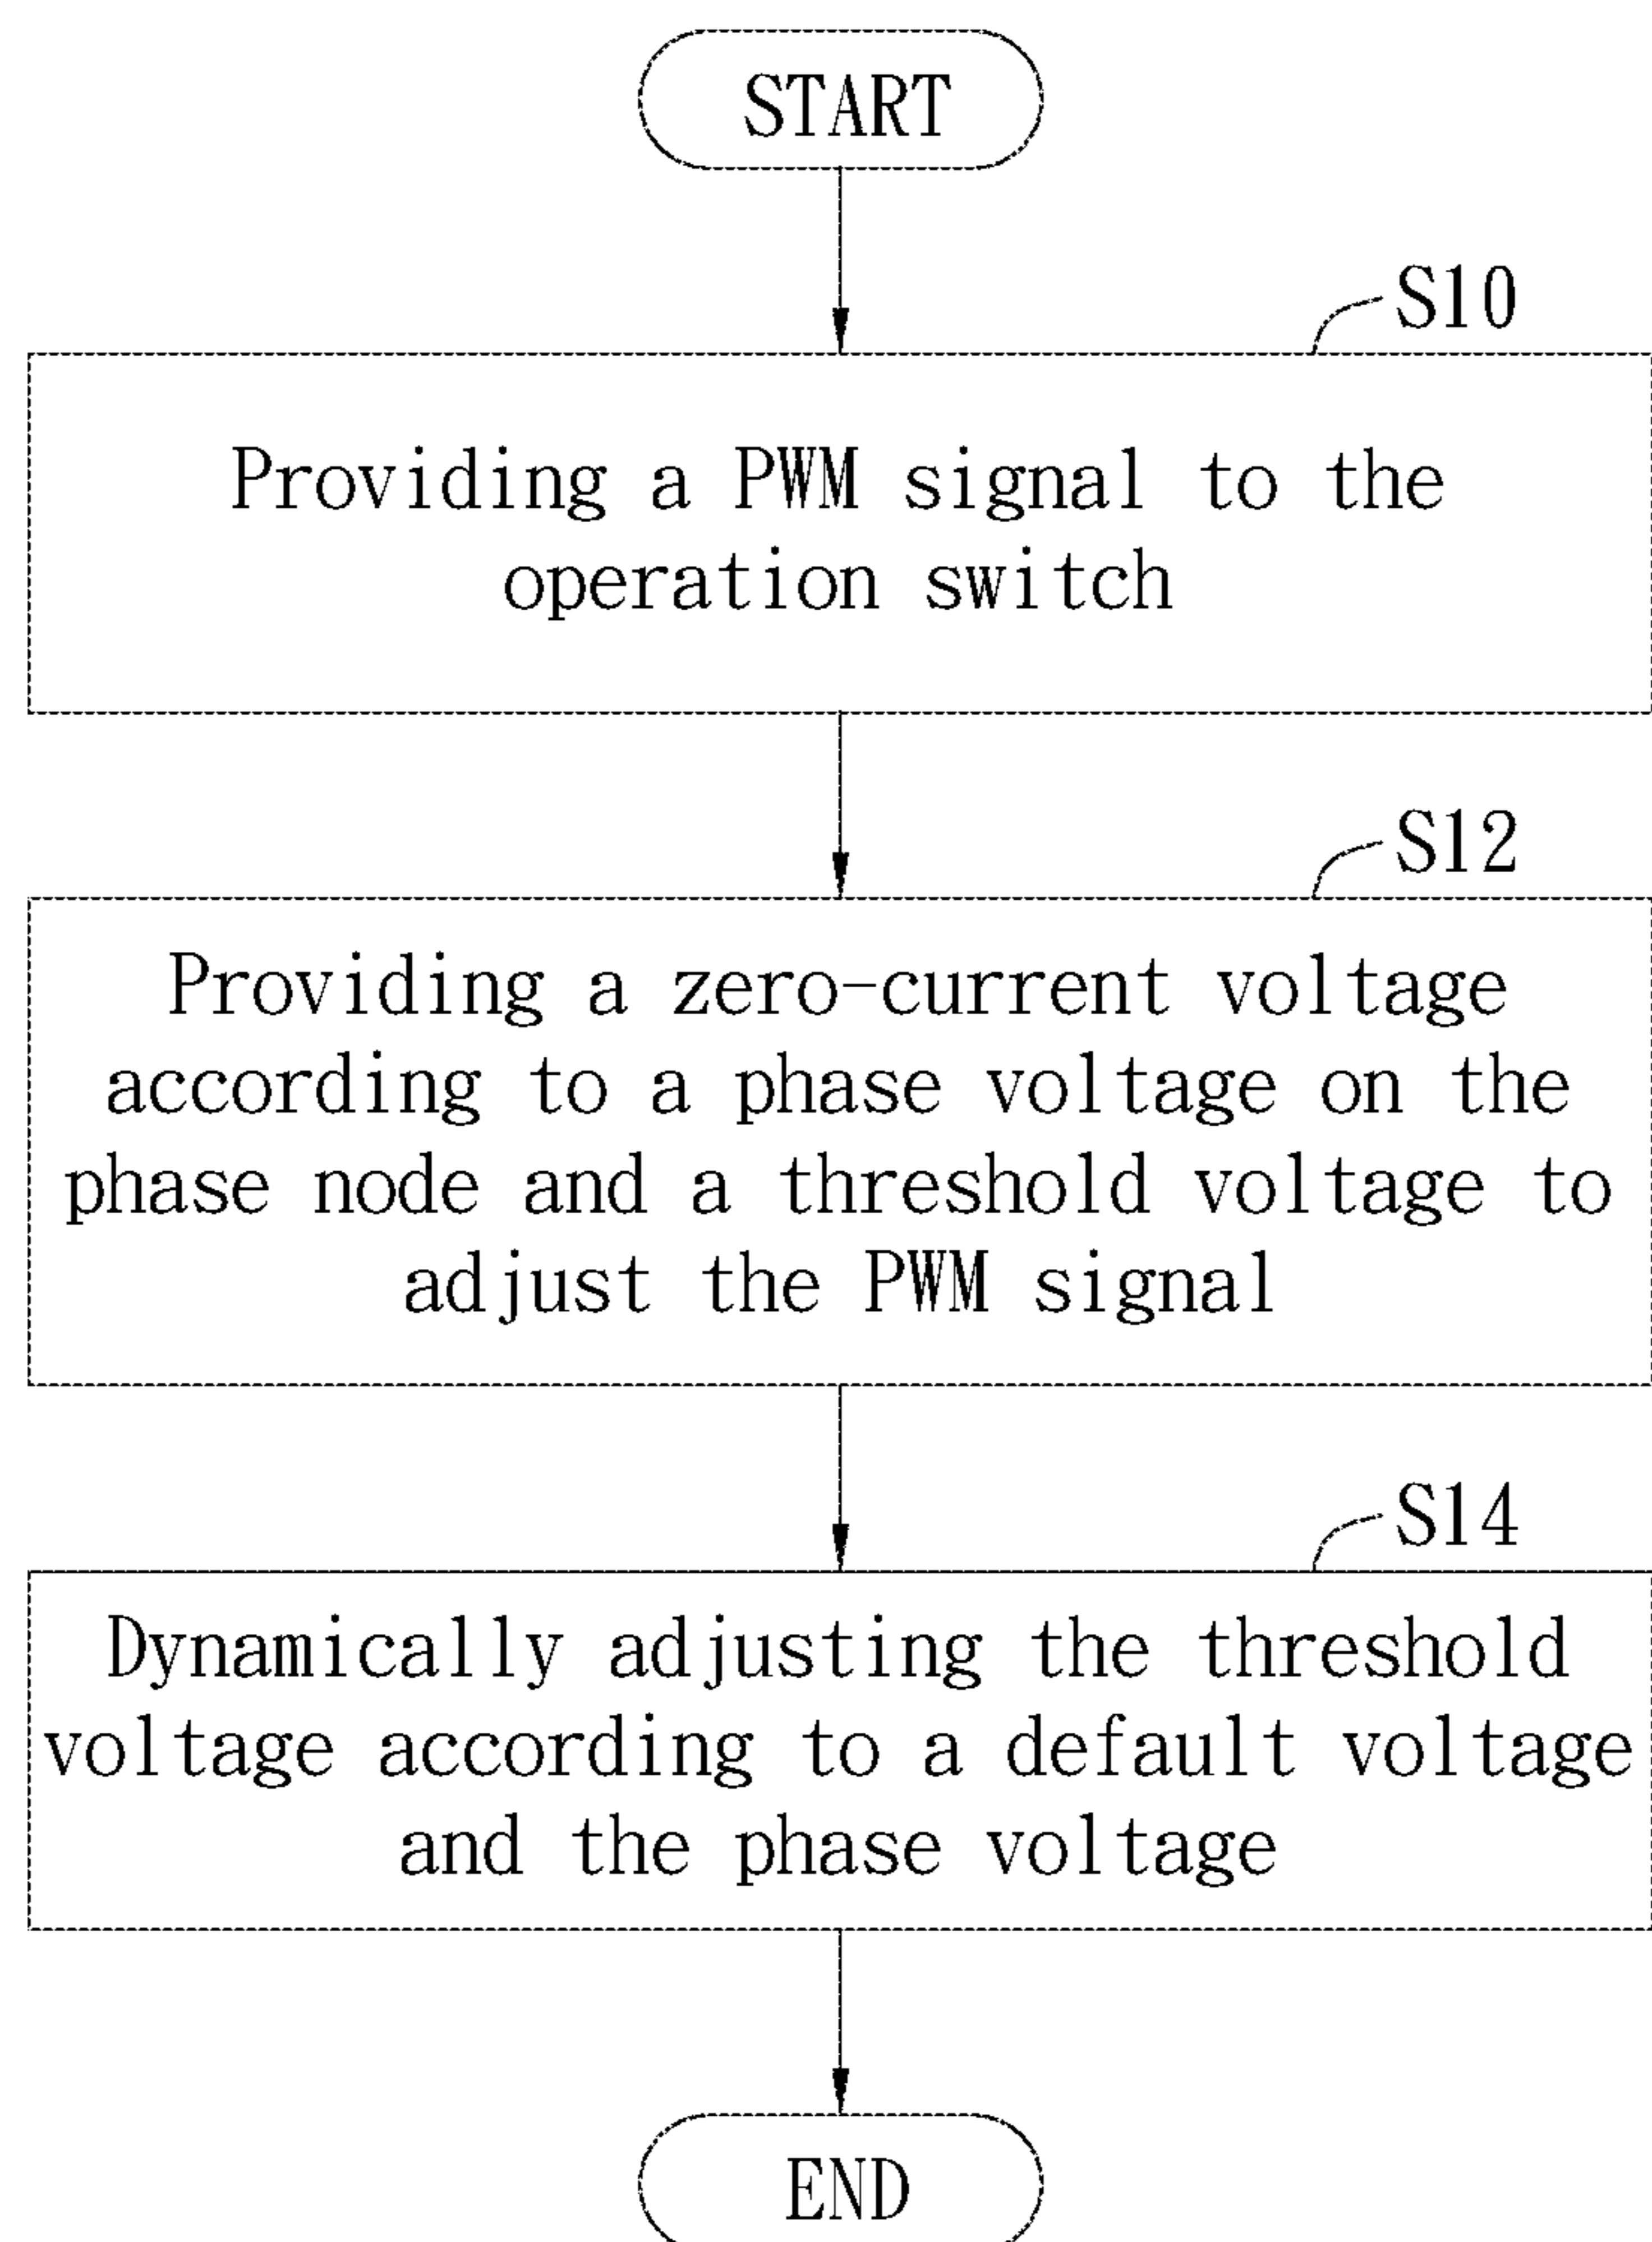 START
S10
Providing a PWM signal to the
operation switch
S12
Providing a zero-current voltage
according to a phase voltage on the
phase node and a threshold voltage to
adjust the PWM signal
S14
Dynamically adjusting the threshold
voltage according to a default voltage
and the phase voltage
END